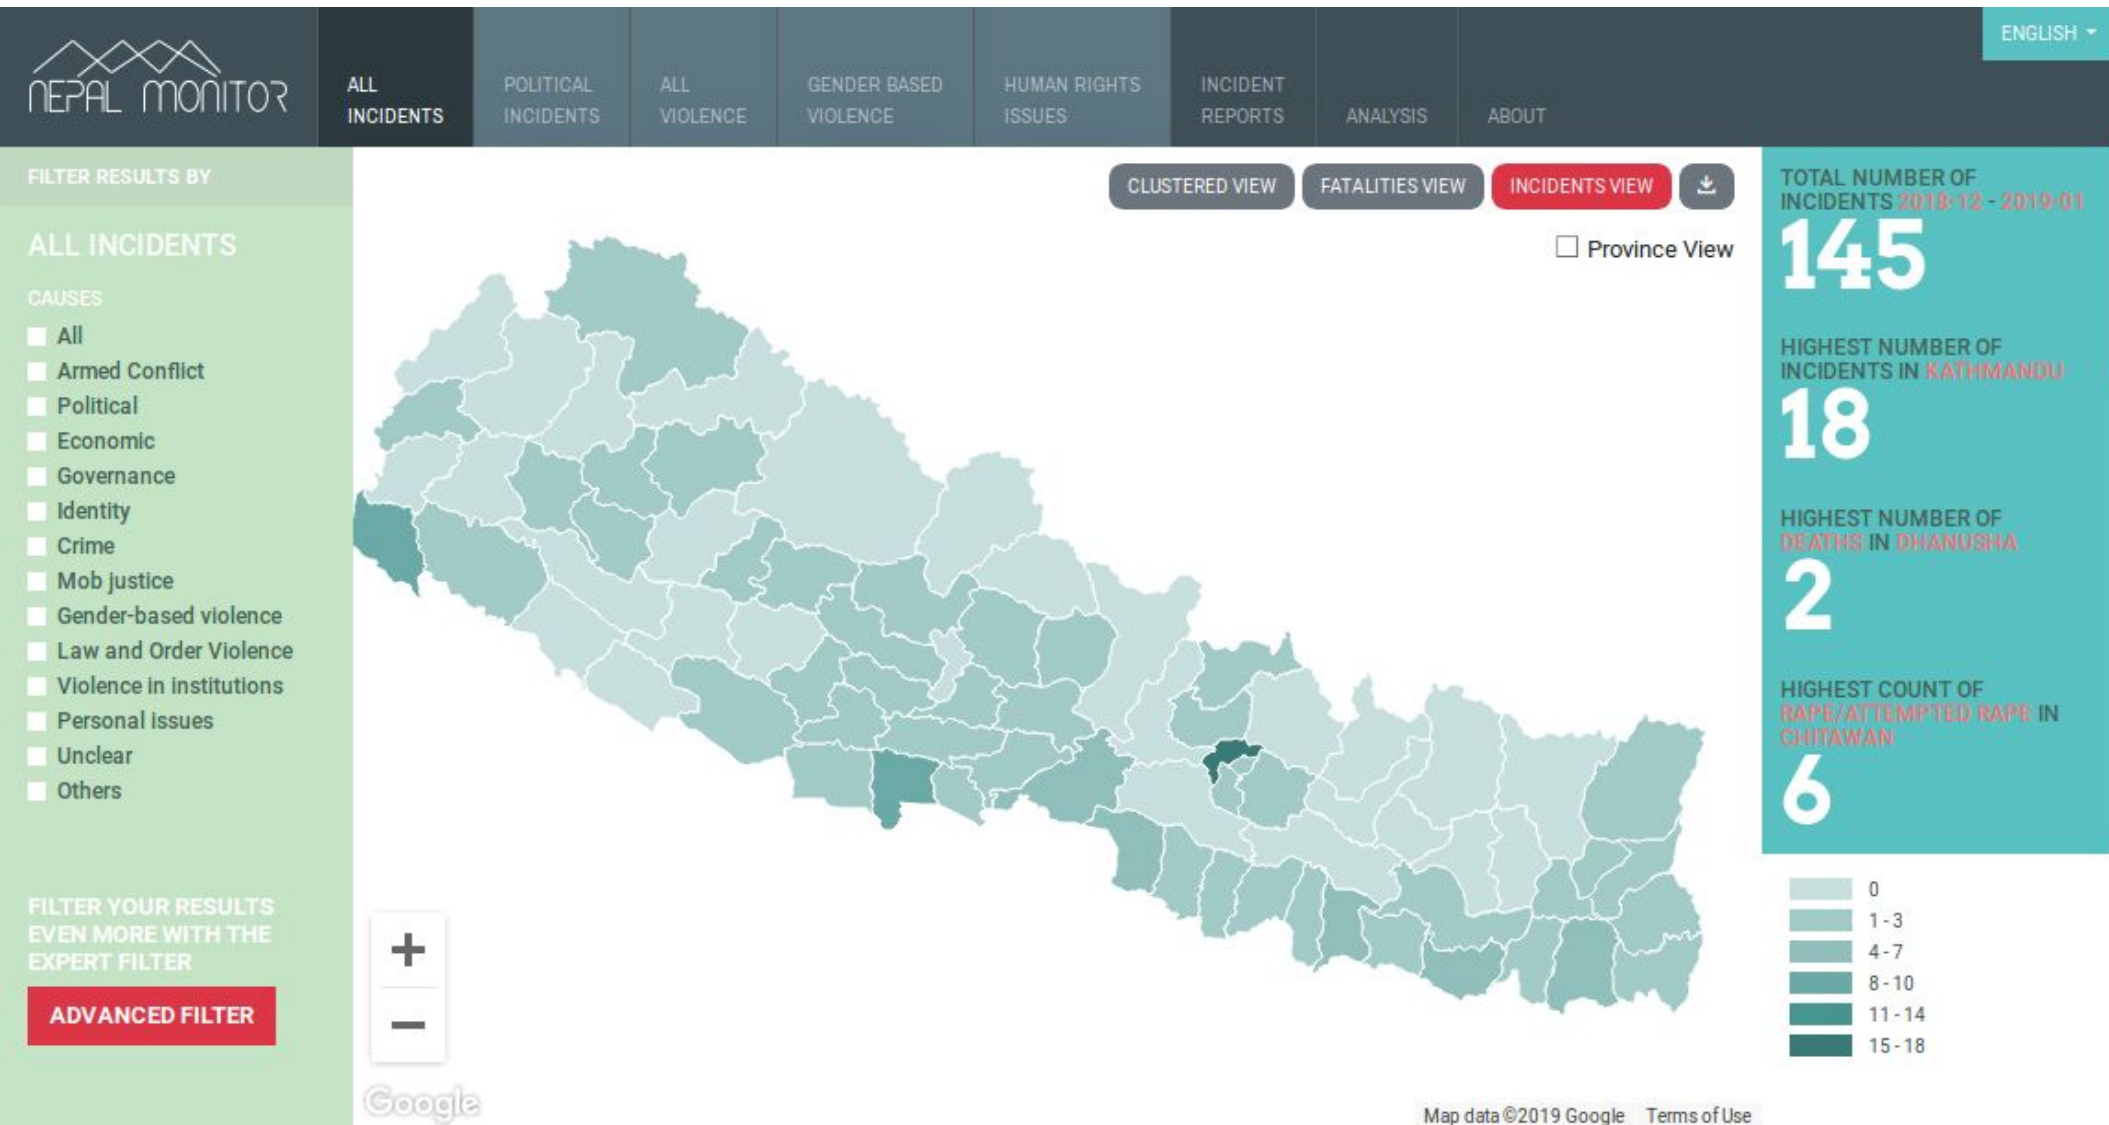 NEPAL MONITOR
ALL
INCIDENTS
POLITICAL
INCIDENTS
ALL
VIOLENCE
GENDER BASED
VIOLENCE
HUMAN RIGHTS
ISSUES
INCIDENT
REPORTS
ANALYSIS
ABOUT
ENGLISH
FILTER RESULTS BY
ALL INCIDENTS
CAUSES
All
Armed Conflict
Political
Economic
Governance
Identity
Crime
Mob justice
Gender-based violence
Law and Order Violence
Violence in institutions
Personal issues
Unclear
Others
FILTER YOUR RESULTS
EVEN MORE WITH THE
EXPERT FILTER
ADVANCED FILTER
CLUSTERED VIEW
FATALITIES VIEW
INCIDENTS VIEW
Province View
+
−
Google
Map data ©2019 Google
Terms of Use
TOTAL NUMBER OF
INCIDENTS 2018-12 - 2019-01
145
HIGHEST NUMBER OF
INCIDENTS IN KATHMANDU
18
HIGHEST NUMBER OF
DEATHS IN DHANUSHA
2
HIGHEST COUNT OF
RAPE/ATTEMPTED RAPE IN
CHITAWAN
6
0
1 - 3
4 - 7
8 - 10
11 - 14
15 - 18